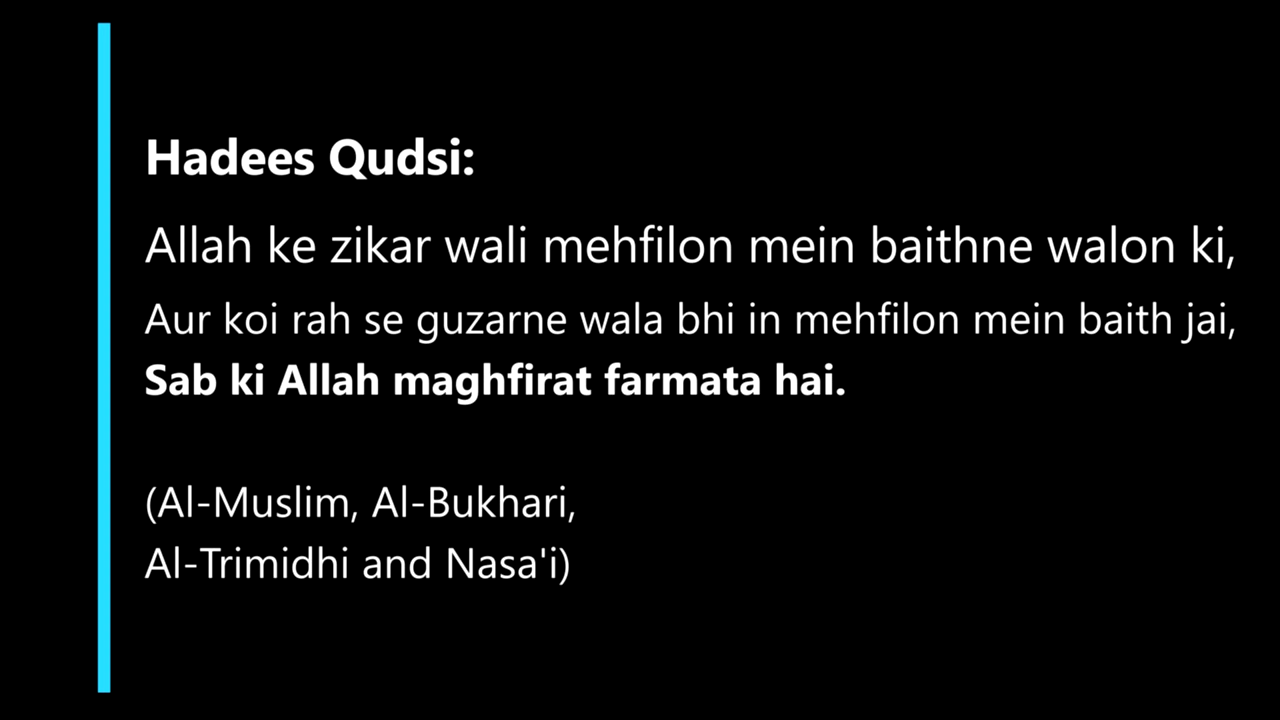 Hadees Qudsi:
Allah ke zikar wali mehfilon mein baithne walon ki,
Aur koi rah se guzarne wala bhi in mehfilon mein baith jai,
Sab ki Allah maghfirat farmata hai.
(Al-Muslim, Al-Bukhari,
Al-Trimidhi and Nasa'i)